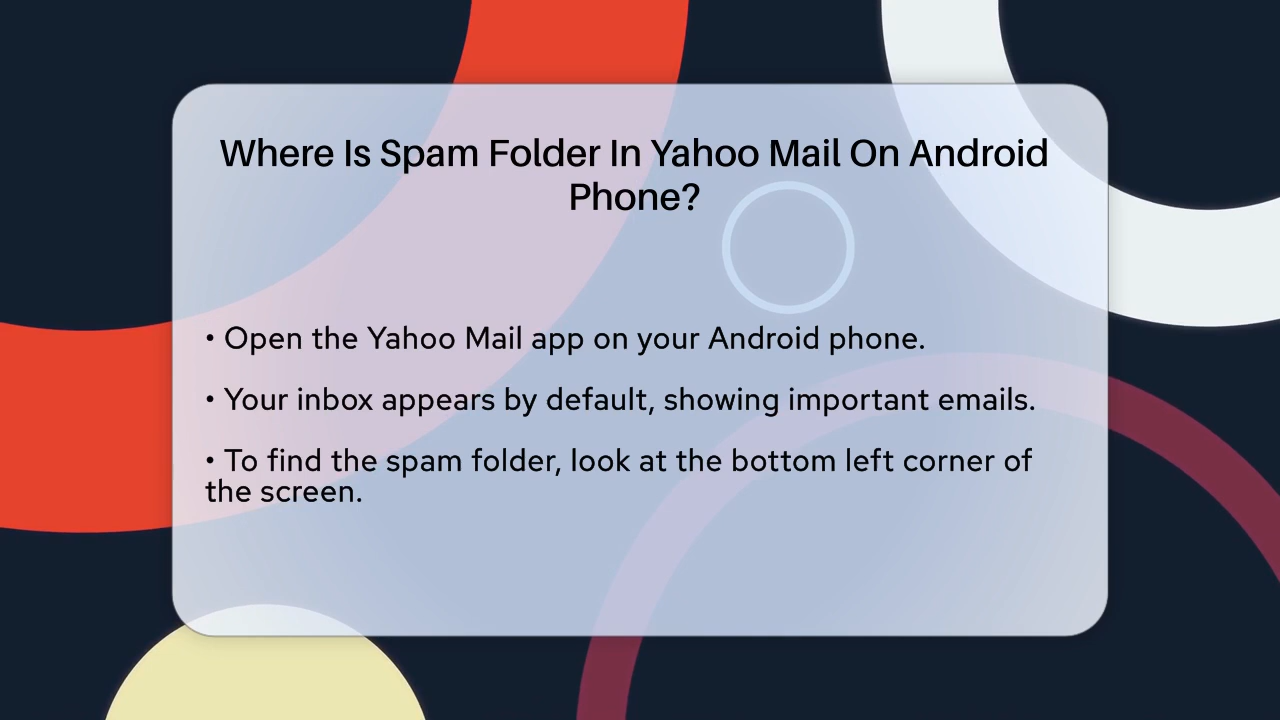 Where Is Spam Folder In Yahoo Mail On Android
Phone?
• Open the Yahoo Mail app on your Android phone.
• Your inbox appears by default, showing important emails.
• To find the spam folder, look at the bottom left corner of
the screen.